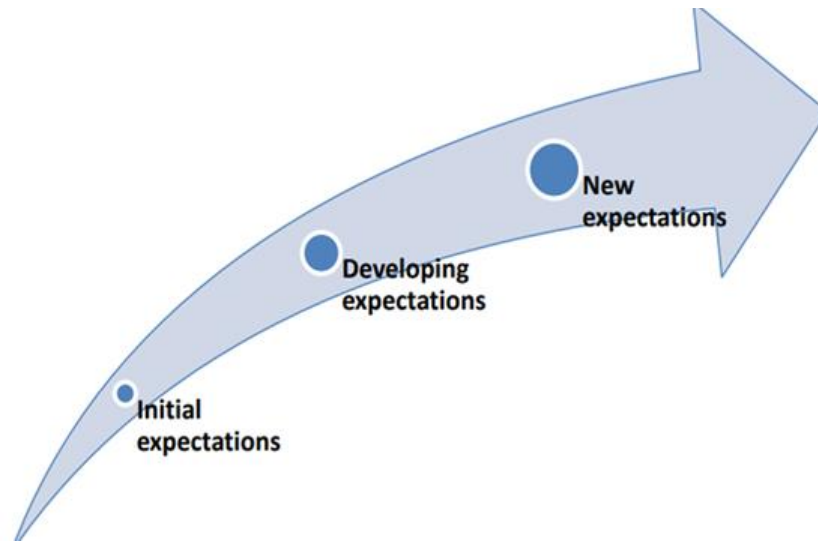 New
expectations
Developing
expectations
Initial
expectations